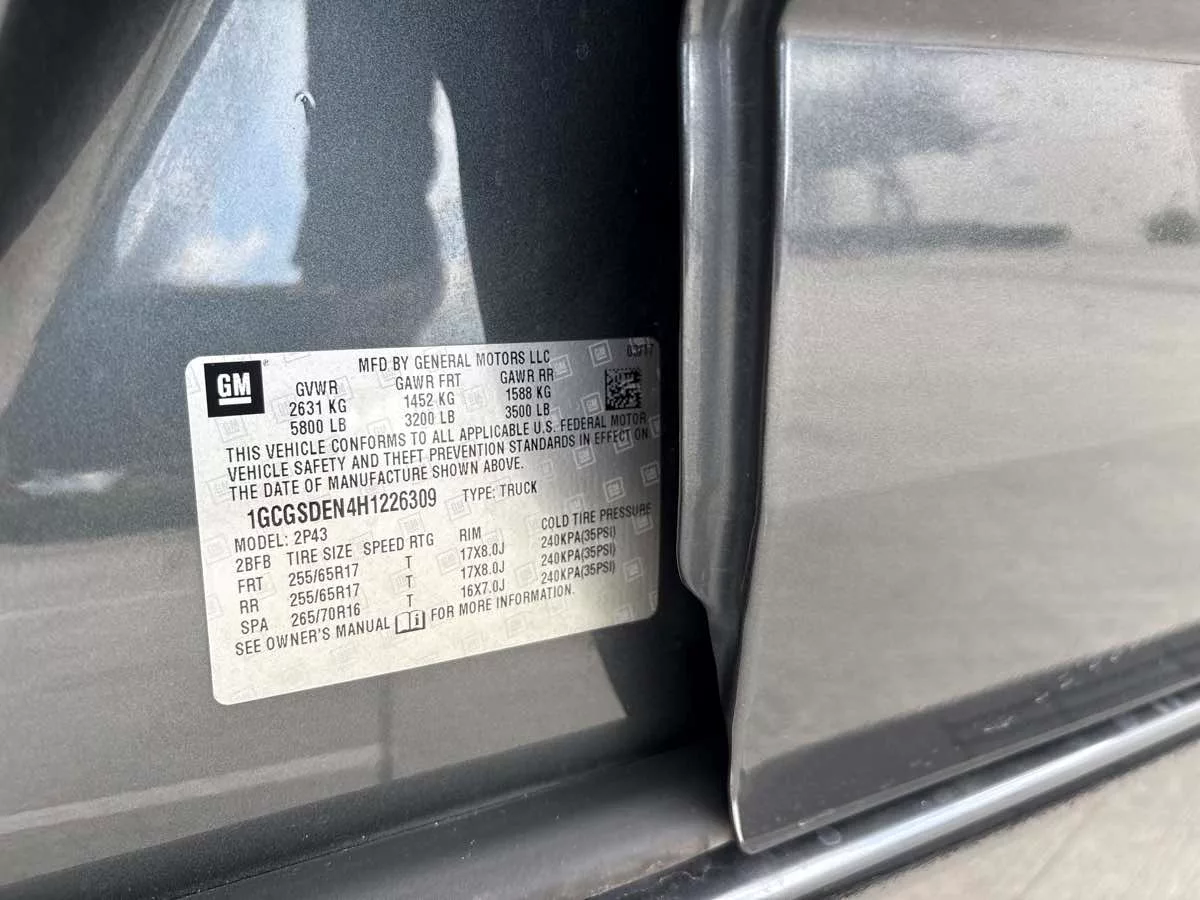 GM
MFD BY GENERAL MOTORS LLC
GVWR GAWR FRT GAWR RR
2631 KG 1452 KG 1588 KG
5800 LB 3200 LB 3500 LB
THIS VEHICLE CONFORMS TO ALL APPLICABLE U.S. FEDERAL MOTOR
VEHICLE SAFETY AND THEFT PREVENTION STANDARDS IN EFFECT ON
THE DATE OF MANUFACTURE SHOWN ABOVE.
1GCGSDEN4H1226309 TYPE: TRUCK
MODEL: 2P43
2BFB TIRE SIZE SPEED RTG RIM COLD TIRE PRESSURE
FRT 255/65R17 T 17X8.0J 240KPA(35PSI)
RR 255/65R17 T 17X8.0J 240KPA(35PSI)
SPA 265/70R16 T 16X7.0J 240KPA(35PSI)
SEE OWNER'S MANUAL FOR MORE INFORMATION.